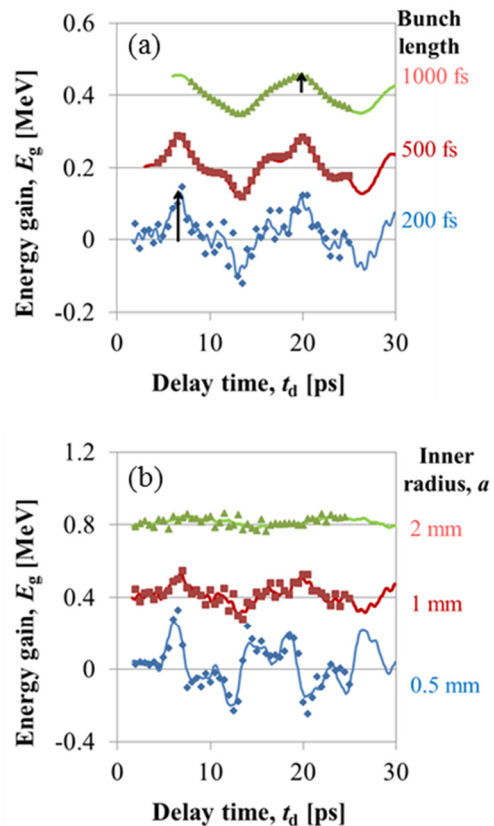 (a)
Bunch
length
0.6
1000 fs
0.4
500 fs
0.2
200 fs
0
-0.2
0 10 20 30
Energy gain, Eg [MeV]
Delay time, td [ps]
(b)
Inner
radius, a
1.2
2 mm
0.8
1 mm
0.4
0.5 mm
0
-0.4
0 10 20 30
Energy gain, Eg [MeV]
Delay time, td [ps]